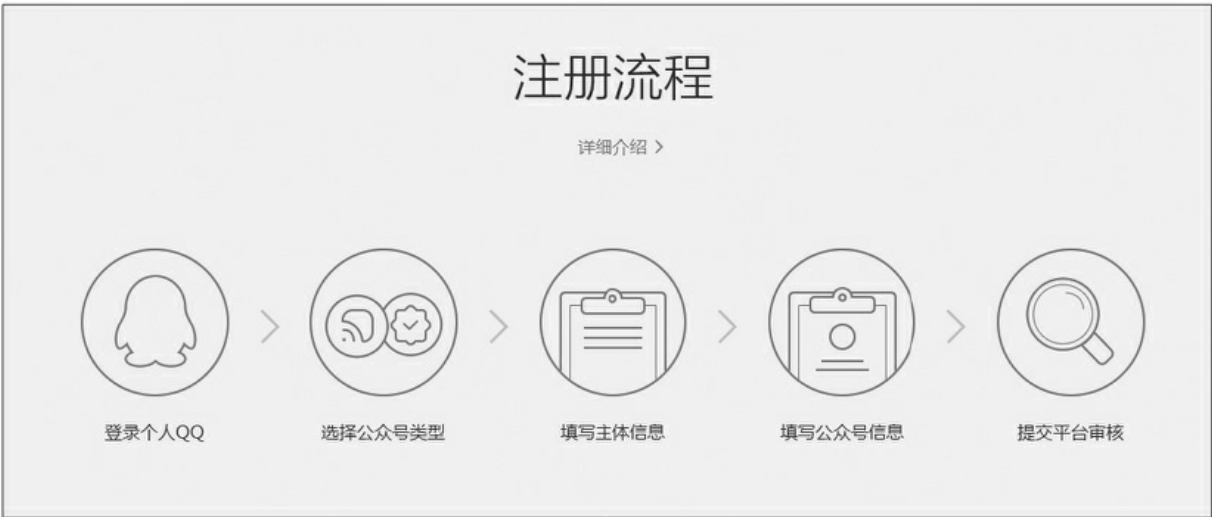 注册流程
详细介绍 >
登录个人QQ
选择公众号类型
填写主体信息
填写公众号信息
提交平台审核